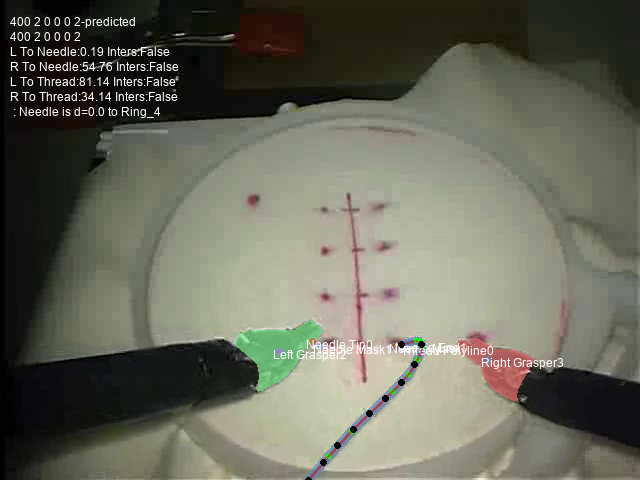 400 2 0 0 0 2-predicted
400 2 0 0 0 2
L To Needle:0.19 Inters:False
R To Needle:54.76 Inters:False
L To Thread:81.14 Inters:False
R To Thread:34.14 Inters:False
: Needle is d=0.0 to Ring_4
Needle Tip0
Left Grasper2
Mask1
Polyline0
Right Grasper3